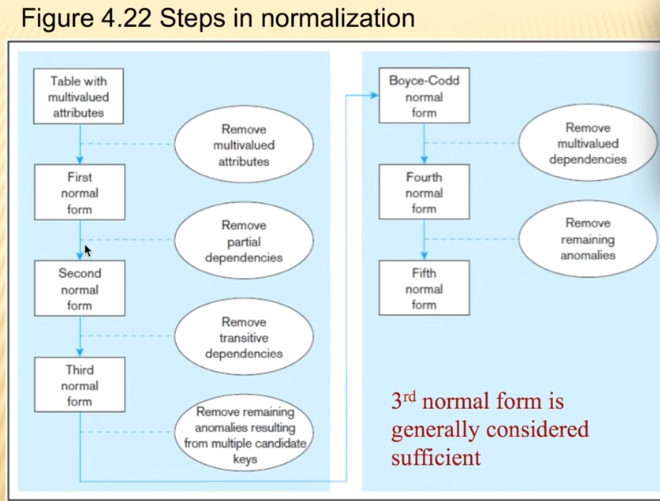 Figure 4.22 Steps in normalization
Table with
multivalued
attributes
Remove
multivalued
attributes
First
normal
form
Remove
partial
dependencies
Second
normal
form
Remove
transitive
dependencies
Third
normal
form
Remove remaining
anomalies resulting
from multiple candidate
keys
Boyce-Codd
normal
form
Remove
multivalued
dependencies
Fourth
normal
form
Remove
remaining
anomalies
Fifth
normal
form
3rd normal form is
generally considered
sufficient